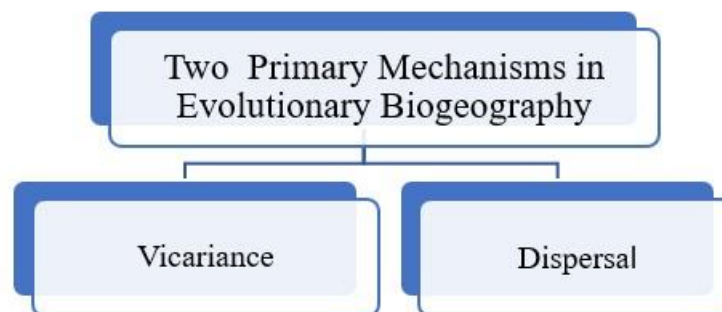 Two Primary Mechanisms in
Evolutionary Biogeography
Vicariance
Dispersal